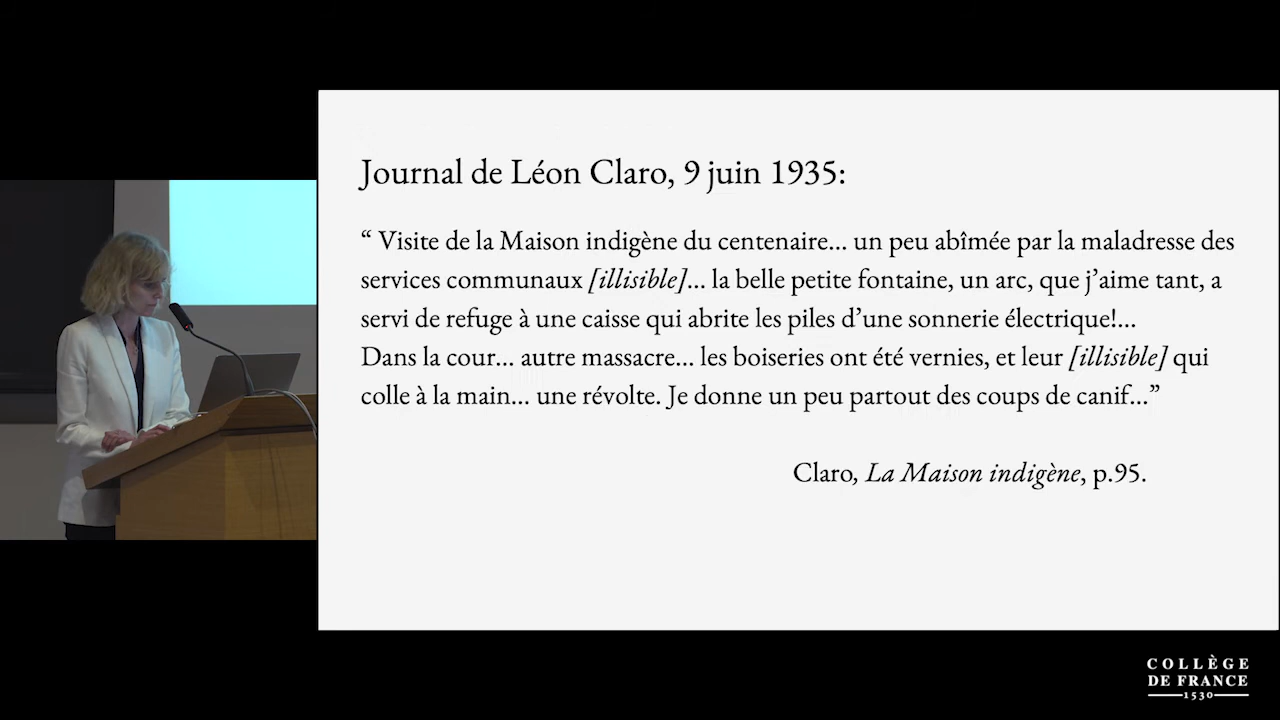 Journal de Léon Claro, 9 juin 1935:
“ Visite de la Maison indigène du centenaire... un peu abîmée par la maladresse des
services communaux [illisible]... la belle petite fontaine, un arc, que j’aime tant, a
servi de refuge à une caisse qui abrite les piles d’une sonnerie électrique!...
Dans la cour... autre massacre... les boiseries ont été vernies, et leur [illisible] qui
colle à la main... une révolte. Je donne un peu partout des coups de canif...”
Claro, La Maison indigène, p.95.
COLLÈGE
DE FRANCE
1530